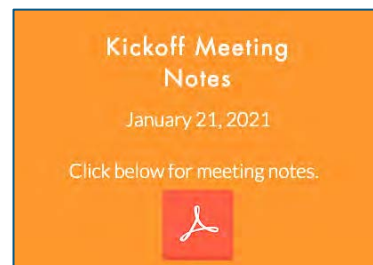 Kickoff Meeting
Notes
January 21, 2021
Click below for meeting notes.